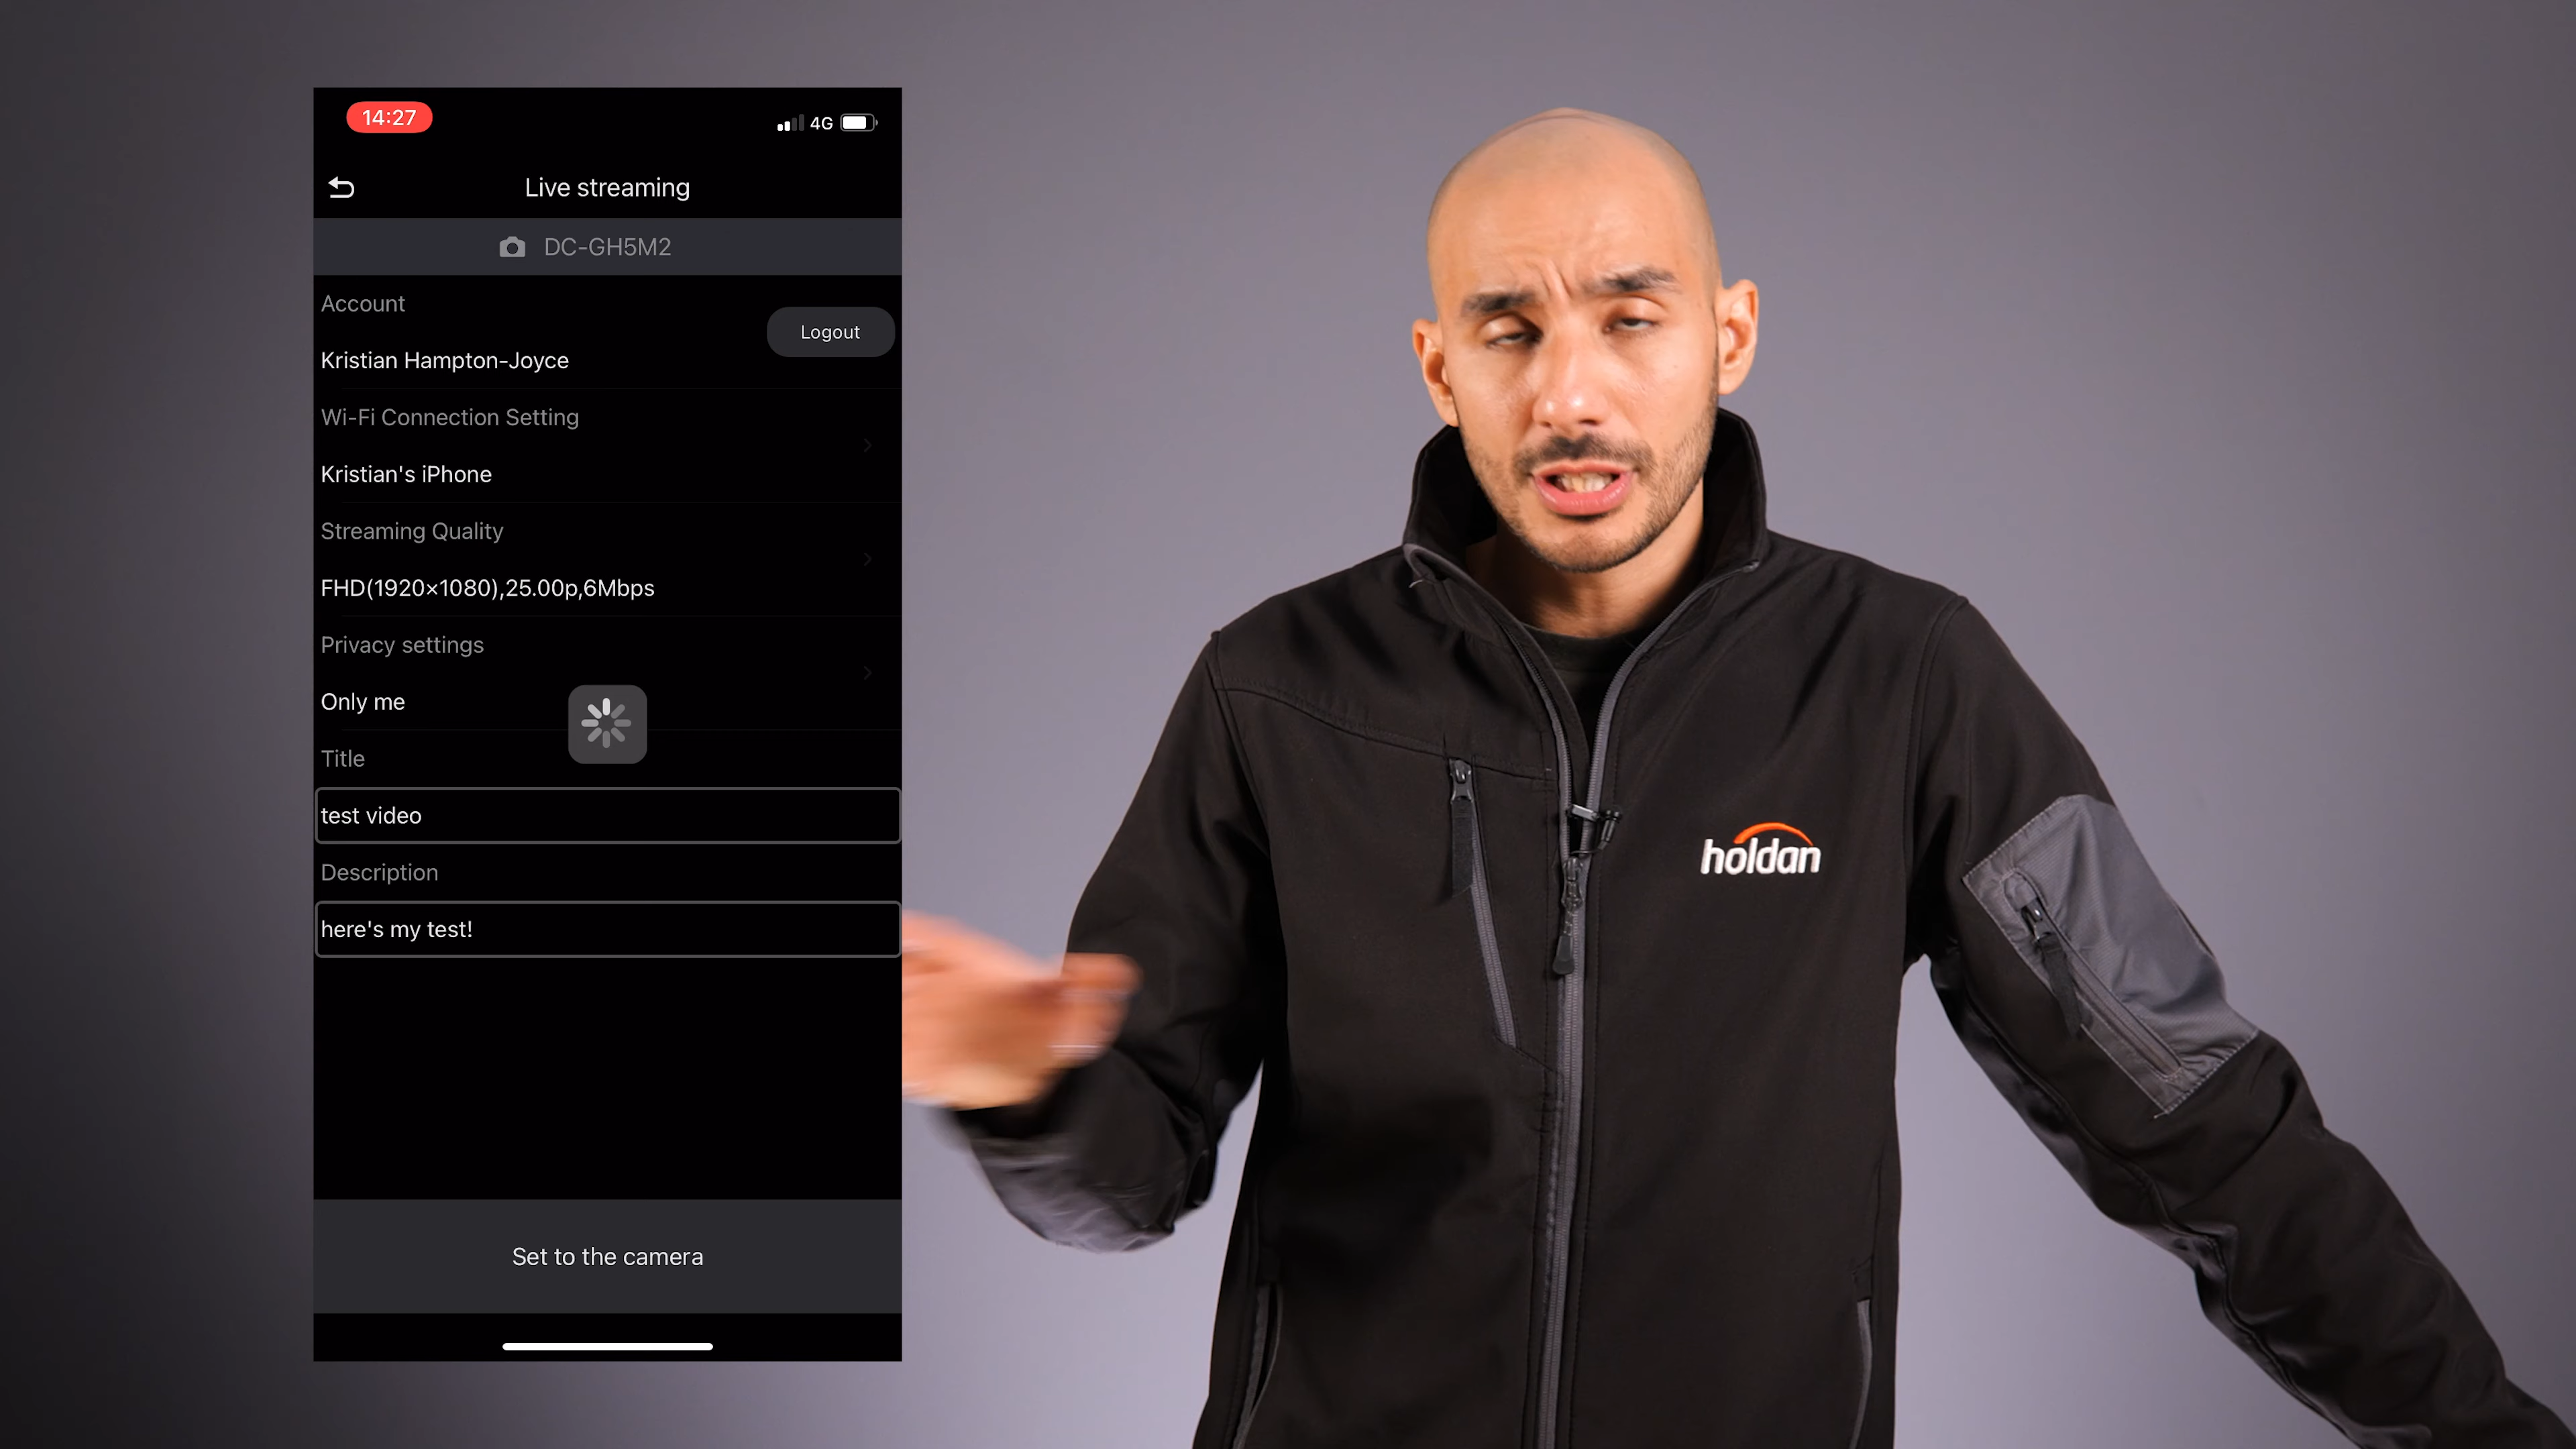 14:27
4G
Live streaming
DC-GH5M2
Account
Logout
Kristian Hampton-Joyce
Wi-Fi Connection Setting
Kristian's iPhone
Streaming Quality
FHD(1920×1080),25.00p,6Mbps
Privacy settings
Only me
Title
test video
Description
here's my test!
Set to the camera
holdan